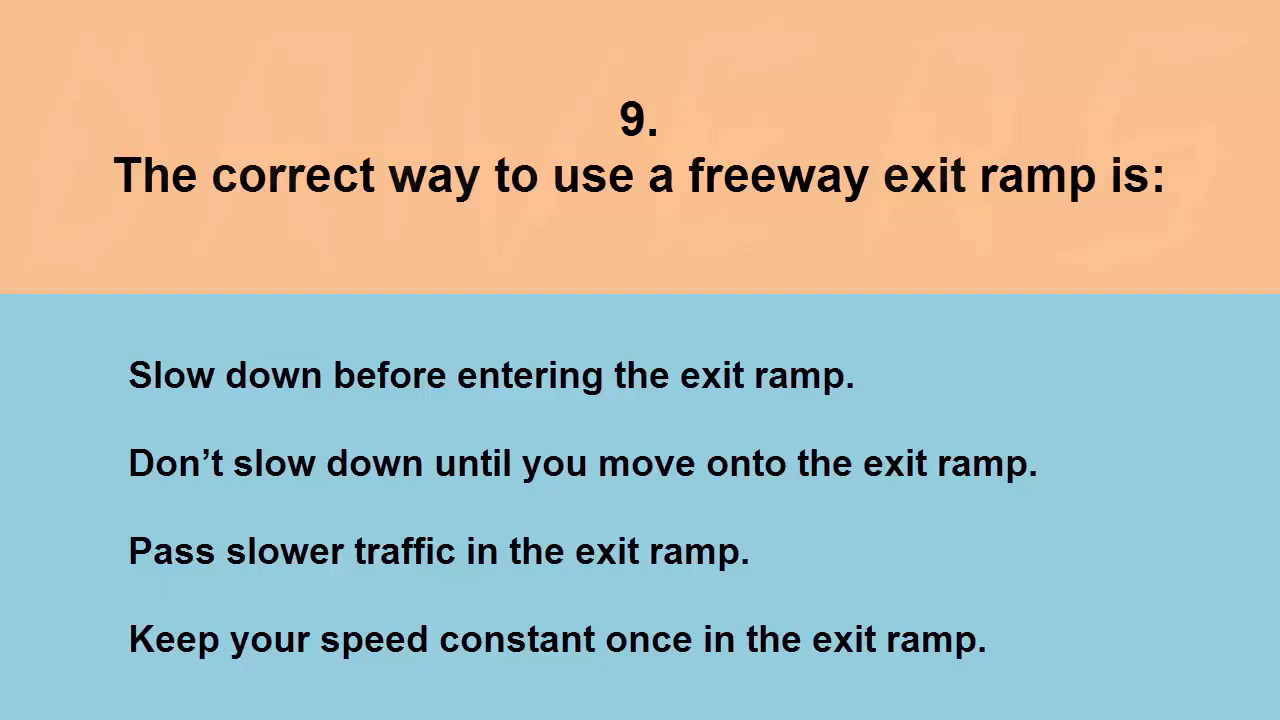 9.
The correct way to use a freeway exit ramp is:
Slow down before entering the exit ramp.
Don’t slow down until you move onto the exit ramp.
Pass slower traffic in the exit ramp.
Keep your speed constant once in the exit ramp.